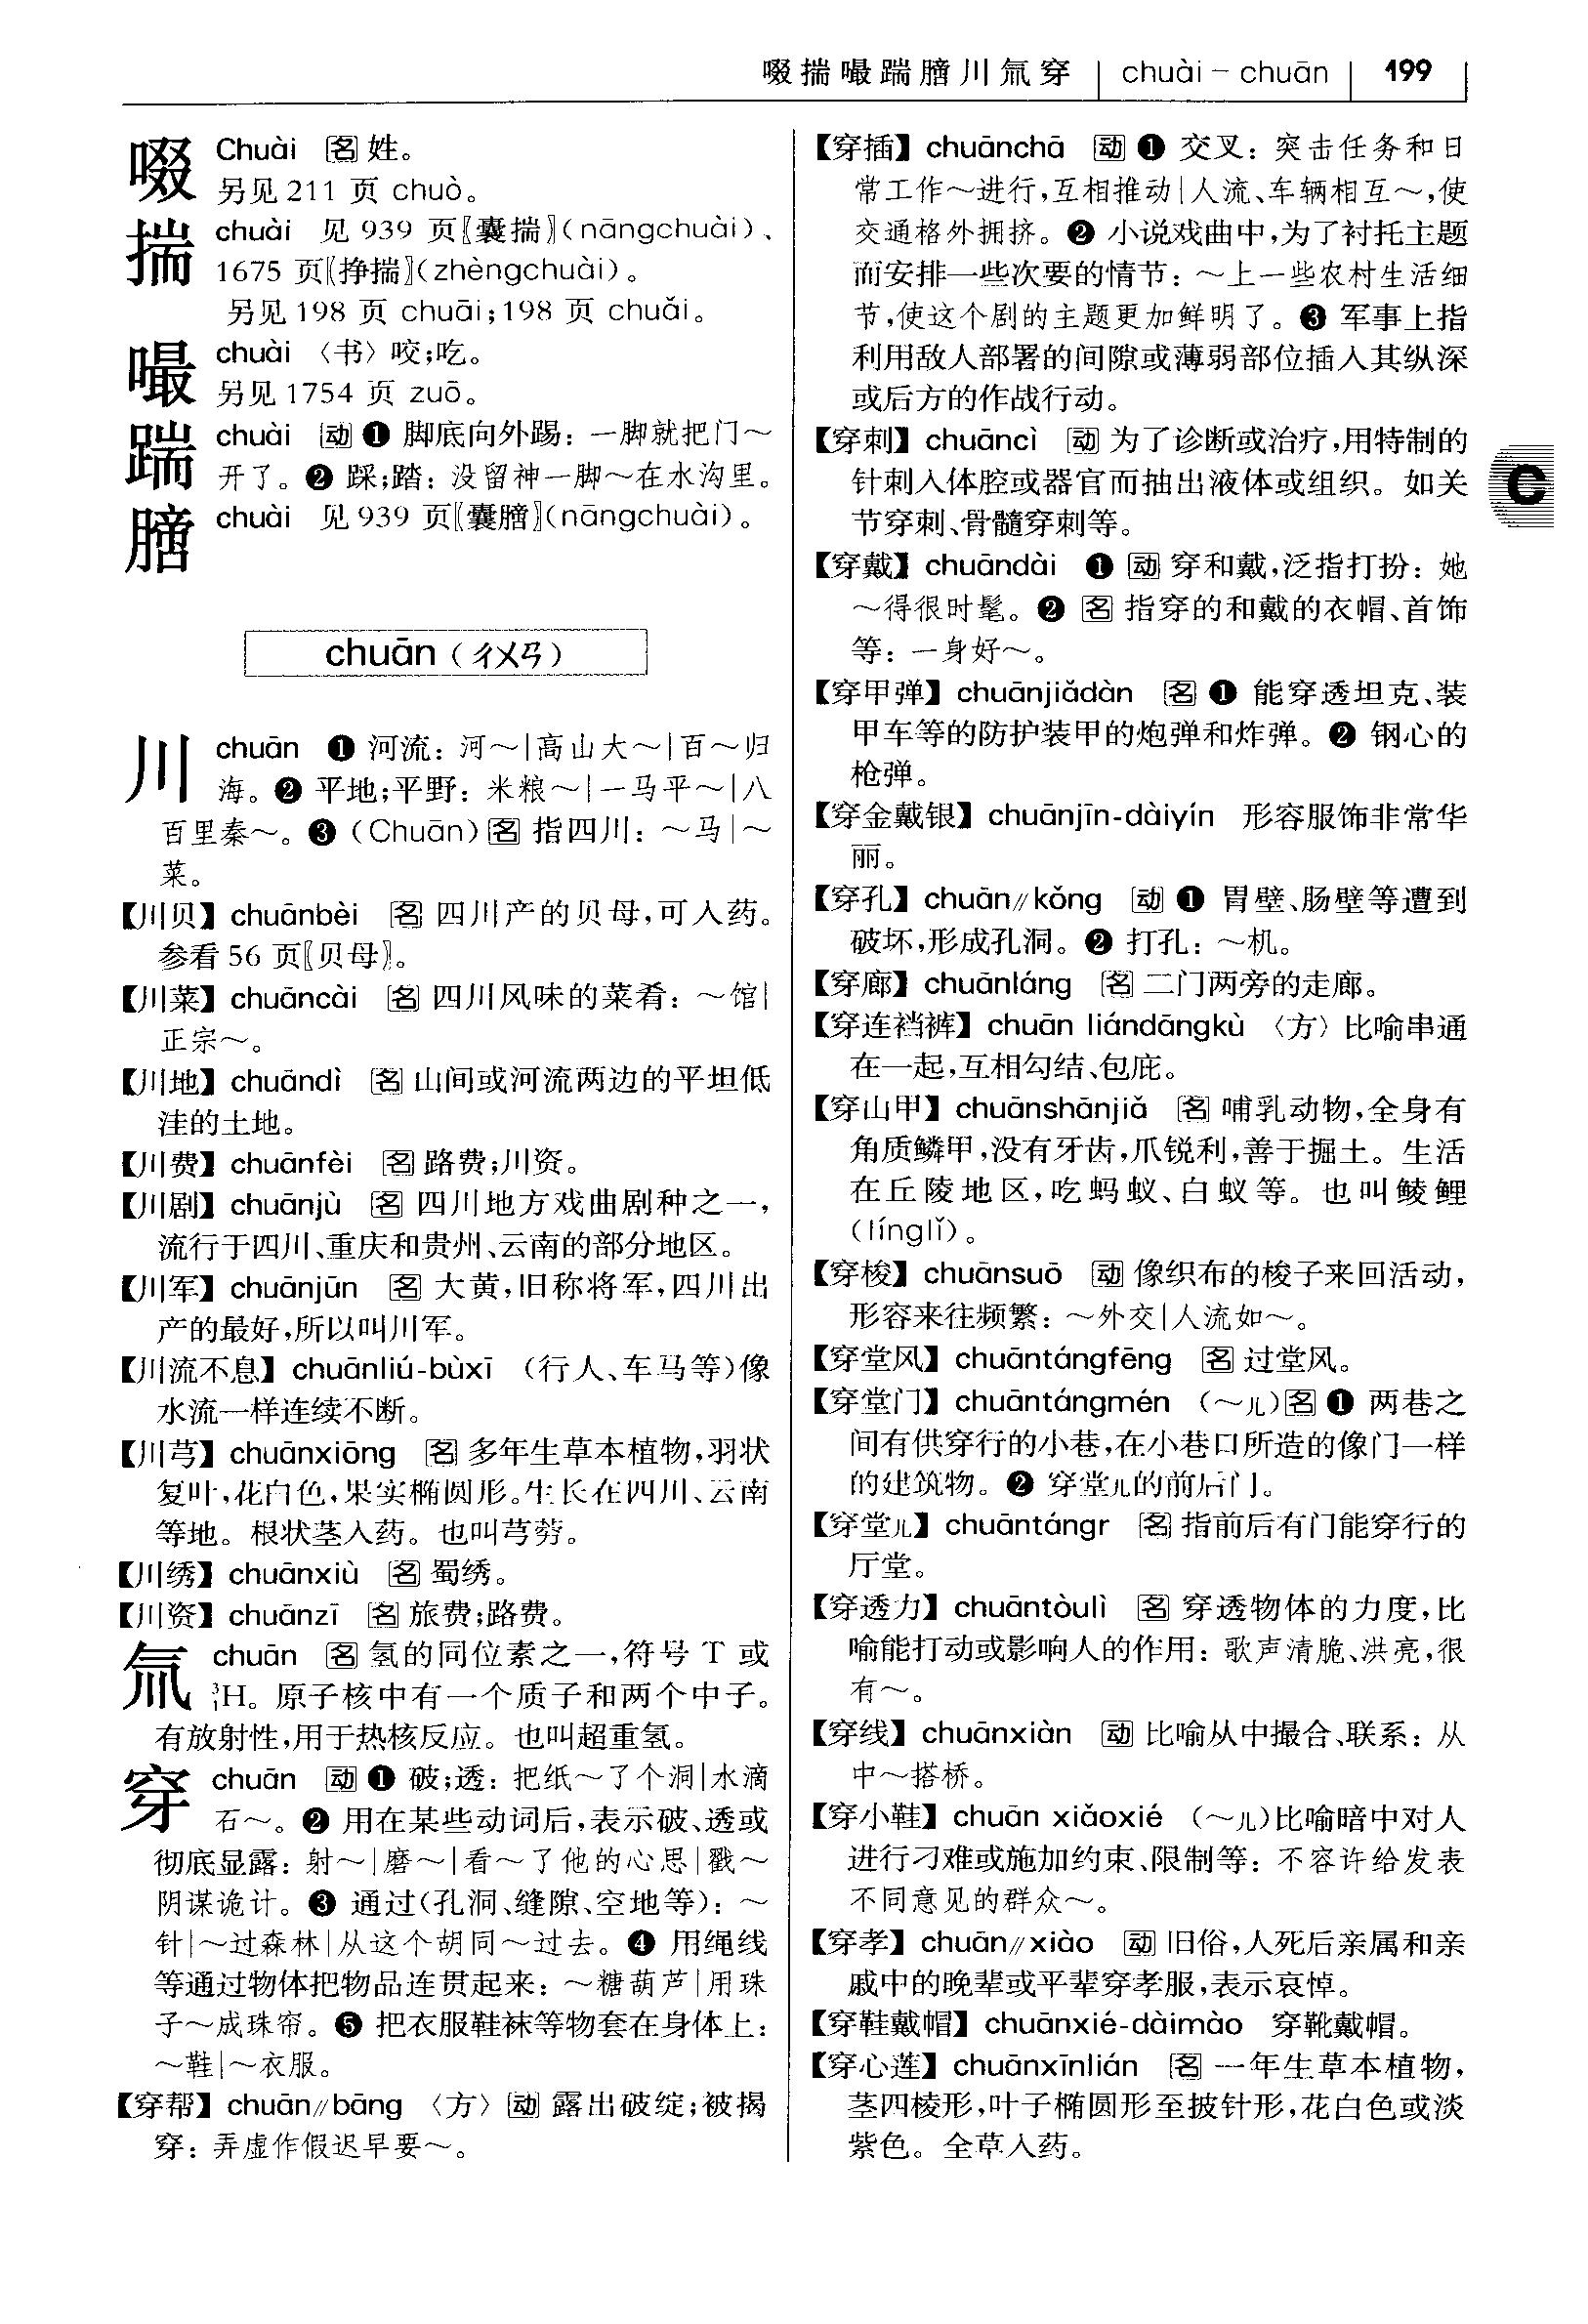 啜揣嘬踹膪川氚穿 | chuài – chuān | 199
啜 Chuài 名 姓。
另见211 页 chuò。
揣 chuài 见 939 页〖囊揣〗(nāngchuài)、
1675 页〖挣揣〗(zhèngchuài)。
另见198 页 chuāi;198 页 chuǎi。
嘬 chuài 〈书〉咬;吃。
另见1754 页 zuō。
踹 chuài 动 ❶ 脚底向外踢：一脚就把门～
开了。❷ 踩;踏：没留神一脚～在水沟里。
膪 chuài 见939 页〖囊膪〗(nāngchuài)。
chuān（ㄔㄨㄢ）
川 chuān ❶ 河流：河～|高山大～|百～归
海。❷ 平地;平野：米粮～|一马平～|八
百里秦～。❸（Chuān）名 指四川：～马|～
菜。
【川贝】chuānbèi 名 四川产的贝母,可入药。
参看56 页〖贝母〗。
【川菜】chuāncài 名 四川风味的菜肴：～馆|
正宗～。
【川地】chuāndì 名 山间或河流两边的平坦低
洼的土地。
【川费】chuānfèi 名 路费;川资。
【川剧】chuānjù 名 四川地方戏曲剧种之一,
流行于四川、重庆和贵州、云南的部分地区。
【川军】chuānjūn 名 大黄,旧称将军,四川出
产的最好,所以叫川军。
【川流不息】chuānliú-bùxī （行人、车马等）像
水流一样连续不断。
【川芎】chuānxiōng 名 多年生草本植物,羽状
复叶,花白色,果实椭圆形。生长在四川、云南
等地。根状茎入药。也叫芎䓖。
【川绣】chuānxiù 名 蜀绣。
【川资】chuānzī 名 旅费;路费。
氚 chuān 名 氢的同位素之一,符号 T 或
³₁H。原子核中有一个质子和两个中子。
有放射性,用于热核反应。也叫超重氢。
穿 chuān 动 ❶ 破;透：把纸～了个洞|水滴
石～。❷ 用在某些动词后,表示破、透或
彻底显露：射～|磨～|看～了他的心思|戳～
阴谋诡计。❸ 通过（孔洞、缝隙、空地等）：～
针|～过森林|从这个胡同～过去。❹ 用绳线
等通过物体把物品连贯起来：～糖葫芦|用珠
子～成珠帘。❺ 把衣服鞋袜等物套在身体上：
～鞋|～衣服。
【穿帮】chuān//bāng 〈方〉动 露出破绽;被揭
穿：弄虚作假迟早要～。
【穿插】chuānchā 动 ❶ 交叉：突击任务和日
常工作～进行,互相推动|人流、车辆相互～,使
交通格外拥挤。❷ 小说戏曲中,为了衬托主题
而安排一些次要的情节：～上一些农村生活细
节,使这个剧的主题更加鲜明了。❸ 军事上指
利用敌人部署的间隙或薄弱部位插入其纵深
或后方的作战行动。
【穿刺】chuāncì 动 为了诊断或治疗,用特制的
针刺入体腔或器官而抽出液体或组织。如关
节穿刺、骨髓穿刺等。
【穿戴】chuāndài ❶ 动 穿和戴,泛指打扮：她
～得很时髦。❷ 名 指穿的和戴的衣帽、首饰
等：一身好～。
【穿甲弹】chuānjiǎdàn 名 ❶ 能穿透坦克、装
甲车等的防护装甲的炮弹和炸弹。❷ 钢心的
枪弹。
【穿金戴银】chuānjīn-dàiyín 形容服饰非常华
丽。
【穿孔】chuān//kǒng 动 ❶ 胃壁、肠壁等遭到
破坏,形成孔洞。❷ 打孔：～机。
【穿廊】chuānláng 名 二门两旁的走廊。
【穿连裆裤】chuān liándāngkù 〈方〉比喻串通
在一起,互相勾结、包庇。
【穿山甲】chuānshānjiǎ 名 哺乳动物,全身有
角质鳞甲,没有牙齿,爪锐利,善于掘土。生活
在丘陵地区,吃蚂蚁、白蚁等。也叫鲮鲤
(línglǐ)。
【穿梭】chuānsuō 动 像织布的梭子来回活动,
形容来往频繁：～外交|人流如～。
【穿堂风】chuāntángfēng 名 过堂风。
【穿堂门】chuāntángmén （～儿）名 ❶ 两巷之
间有供穿行的小巷,在小巷口所造的像门一样
的建筑物。❷ 穿堂儿的前后门。
【穿堂儿】chuāntángr 名 指前后有门能穿行的
厅堂。
【穿透力】chuāntòulì 名 穿透物体的力度,比
喻能打动或影响人的作用：歌声清脆、洪亮,很
有～。
【穿线】chuānxiàn 动 比喻从中撮合、联系：从
中～搭桥。
【穿小鞋】chuān xiǎoxié （～儿）比喻暗中对人
进行刁难或施加约束、限制等：不容许给发表
不同意见的群众～。
【穿孝】chuān//xiào 动 旧俗,人死后亲属和亲
戚中的晚辈或平辈穿孝服,表示哀悼。
【穿鞋戴帽】chuānxié-dàimào 穿靴戴帽。
【穿心莲】chuānxīnlián 名 一年生草本植物,
茎四棱形,叶子椭圆形至披针形,花白色或淡
紫色。全草入药。
C